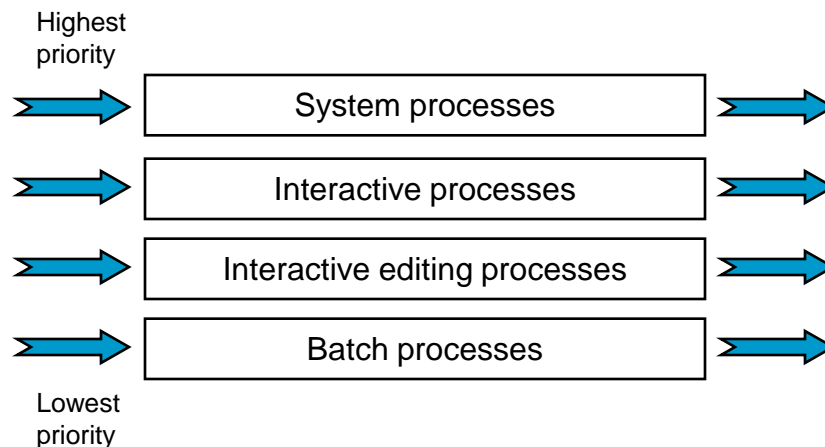 Highest
priority
System processes
Interactive processes
Interactive editing processes
Batch processes
Lowest
priority